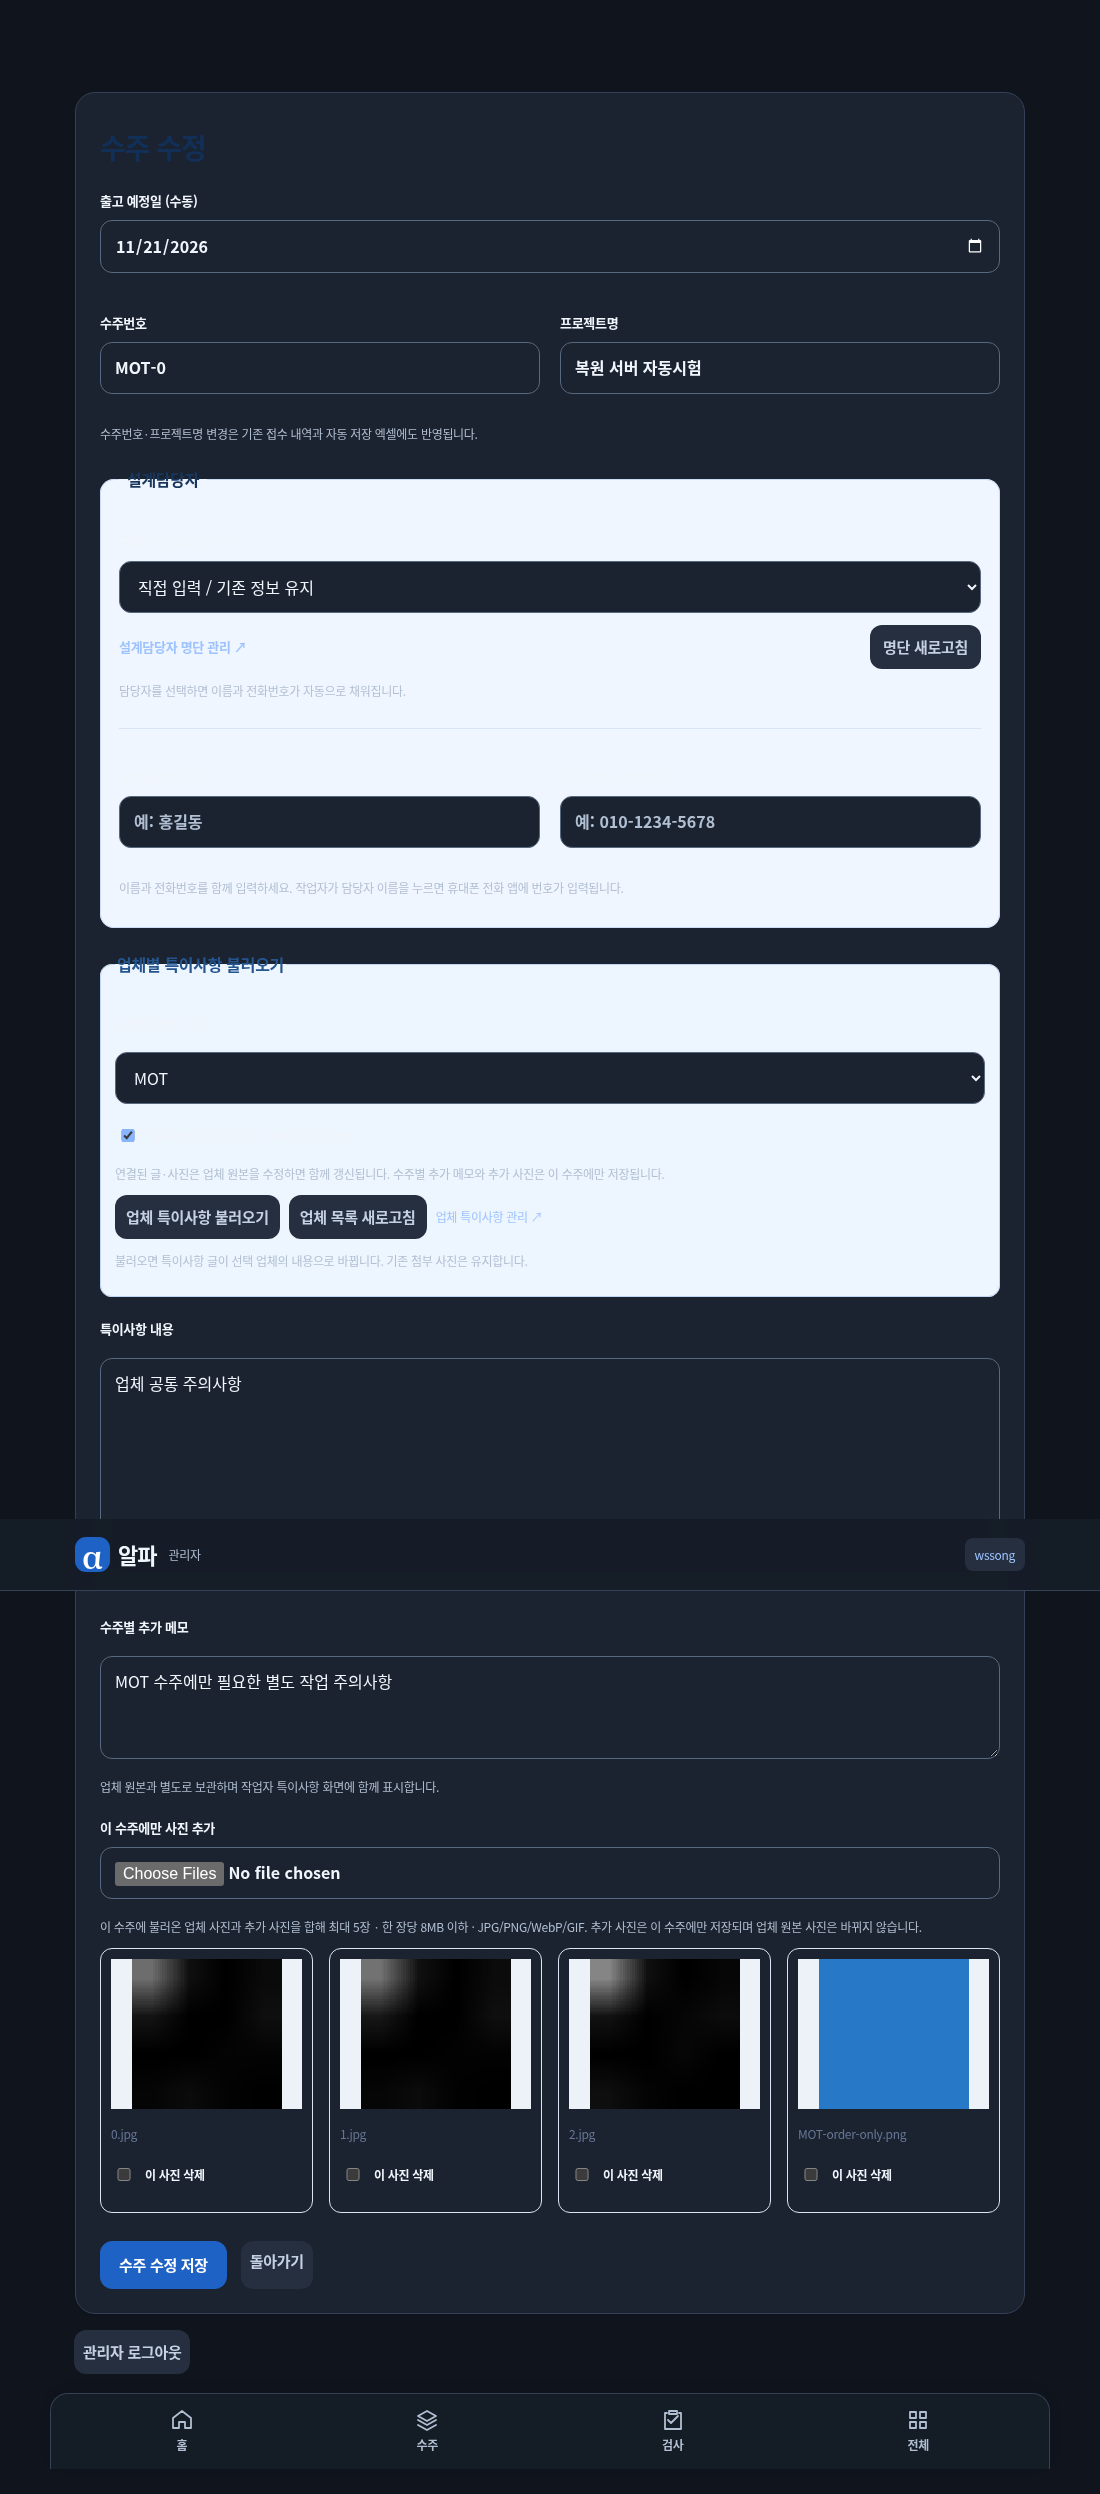 수주 수정
출고 예정일 (수동)
11/21/2026
수주번호
프로젝트명
MOT-0
복원 서버 자동시험
수주번호·프로젝트명 변경은 기존 접수 내역과 자동 저장 엑셀에도 반영됩니다.
설계담당자
직접 입력 / 기존 정보 유지
설계담당자 명단 관리 ↗
명단 새로고침
담당자를 선택하면 이름과 전화번호가 자동으로 채워집니다.
예: 홍길동
예: 010-1234-5678
이름과 전화번호를 함께 입력하세요. 작업자가 담당자 이름을 누르면 휴대폰 전화 앱에 번호가 입력됩니다.
업체별 특이사항 불러오기
MOT
연결된 글·사진은 업체 원본을 수정하면 함께 갱신됩니다. 수주별 추가 메모와 추가 사진은 이 수주에만 저장됩니다.
업체 특이사항 불러오기
업체 목록 새로고침
업체 특이사항 관리 ↗
불러오면 특이사항 글이 선택 업체의 내용으로 바뀝니다. 기존 첨부 사진은 유지합니다.
특이사항 내용
업체 공통 주의사항
α 알파 관리자
wssong
수주별 추가 메모
MOT 수주에만 필요한 별도 작업 주의사항
업체 원본과 별도로 보관하며 작업자 특이사항 화면에 함께 표시합니다.
이 수주에만 사진 추가
Choose Files No file chosen
이 수주에 불러온 업체 사진과 추가 사진을 합해 최대 5장 · 한 장당 8MB 이하 · JPG/PNG/WebP/GIF. 추가 사진은 이 수주에만 저장되며 업체 원본 사진은 바뀌지 않습니다.
0.jpg
1.jpg
2.jpg
MOT-order-only.png
이 사진 삭제
이 사진 삭제
이 사진 삭제
이 사진 삭제
수주 수정 저장
돌아가기
관리자 로그아웃
홈
수주
검사
전체